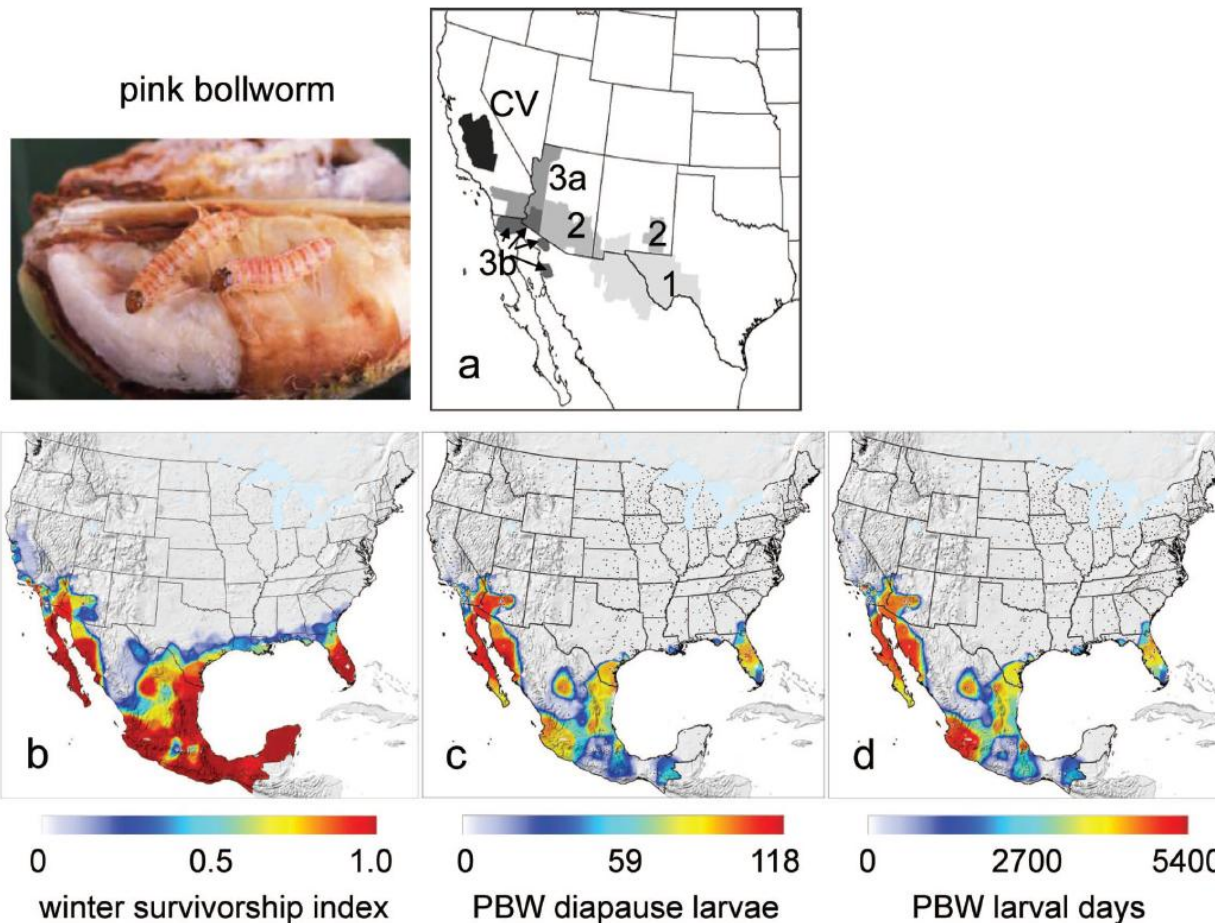 pink bollworm
CV
3a
2
2
3b
1
a
b
c
d
0
0.5
1.0
winter survivorship index
0
59
118
PBW diapause larvae
0
2700
5400
PBW larval days